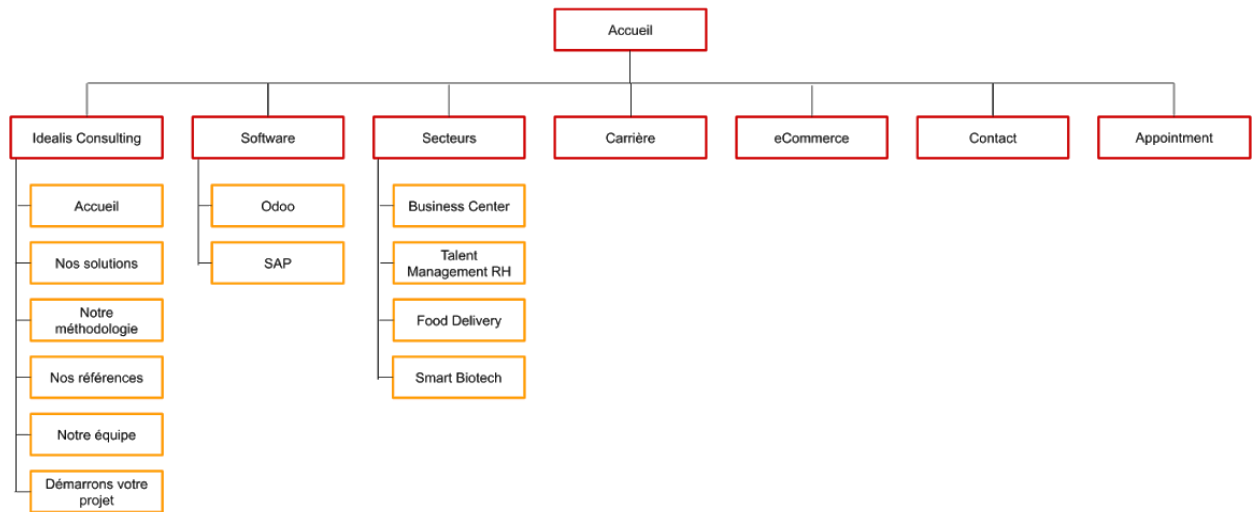 Accueil
Idealis Consulting
Software
Secteurs
Carrière
eCommerce
Contact
Appointment
Accueil
Nos solutions
Notre
méthodologie
Nos références
Notre équipe
Démarrons votre
projet
Odoo
SAP
Business Center
Talent
Management RH
Food Delivery
Smart Biotech